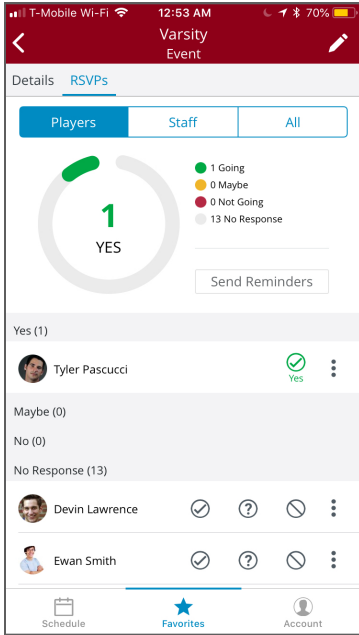 T-Mobile Wi-Fi 12:53 AM 70%
Varsity
Event
Details RSVPs
Players Staff All
1 Going
0 Maybe
0 Not Going
13 No Response
1
YES
Send Reminders
Yes (1)
Tyler Pascucci
Yes
Maybe (0)
No (0)
No Response (13)
Devin Lawrence
Ewan Smith
Schedule Favorites Account